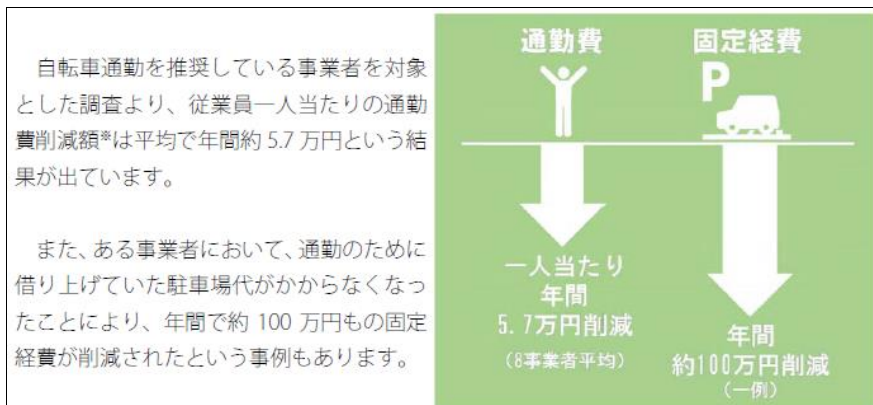 自転車通勤を推奨している事業者を対象
とした調査より、従業員一人当たりの通勤
費削減額※は平均で年間約 5.7 万円という結
果が出ています。
また、ある事業者において、通勤のために
借り上げていた駐車場代がかからなくなっ
たことにより、年間で約 100 万円もの固定
経費が削減されたという事例もあります。
通勤費
一人当たり
年間
5.7万円削減
(8事業者平均)
固定経費
P
年間
約100万円削減
(一例)